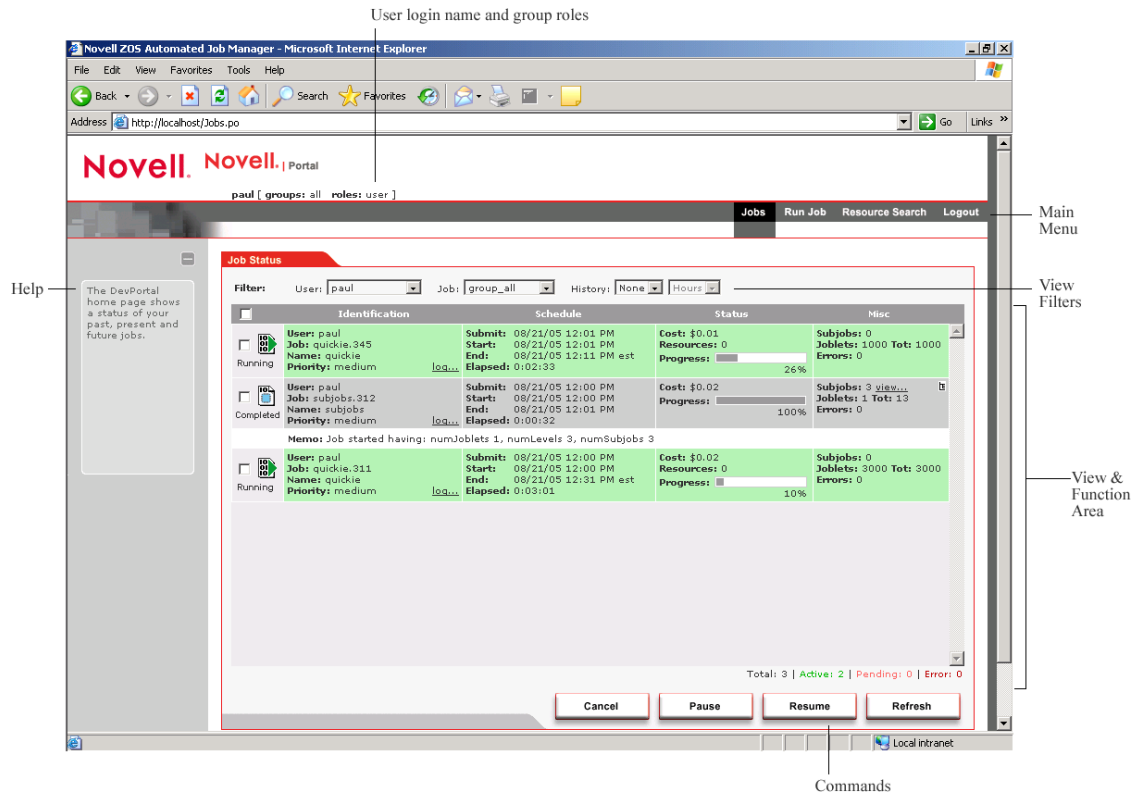 User login name and group roles
Novell ZOS Automated Job Manager - Microsoft Internet Explorer
File Edit View Favorites Tools Help
Back Search Favorites
Address http://localhost/Jobs.po Go Links »
Novell. Novell. | Portal
paul [ groups: all roles: user ]
Jobs Run Job Resource Search Logout
Main
Menu
Help
The DevPortal
home page shows
a status of your
past, present and
future jobs.
Job Status
Filter: User: paul Job: group_all History: None Hours
View
Filters
Identification Schedule Status Misc
Running
User: paul
Job: quickie.345
Name: quickie
Priority: medium log...
Submit: 08/21/05 12:01 PM
Start: 08/21/05 12:01 PM
End: 08/21/05 12:11 PM est
Elapsed: 0:02:33
Cost: $0.01
Resources: 0
Progress:
26%
Subjobs: 0
Joblets: 1000 Tot: 1000
Errors: 0
Completed
User: paul
Job: subjobs.312
Name: subjobs
Priority: medium log...
Submit: 08/21/05 12:00 PM
Start: 08/21/05 12:00 PM
End: 08/21/05 12:01 PM
Elapsed: 0:00:32
Cost: $0.02
Progress:
100%
Subjobs: 3 view...
Joblets: 1 Tot: 13
Errors: 0
Memo: Job started having: numJoblets 1, numLevels 3, numSubjobs 3
Running
User: paul
Job: quickie.311
Name: quickie
Priority: medium log...
Submit: 08/21/05 12:00 PM
Start: 08/21/05 12:00 PM
End: 08/21/05 12:31 PM est
Elapsed: 0:03:01
Cost: $0.02
Resources: 0
Progress:
10%
Subjobs: 0
Joblets: 3000 Tot: 3000
Errors: 0
View &
Function
Area
Total: 3 | Active: 2 | Pending: 0 | Error: 0
Cancel Pause Resume Refresh
Local intranet
Commands